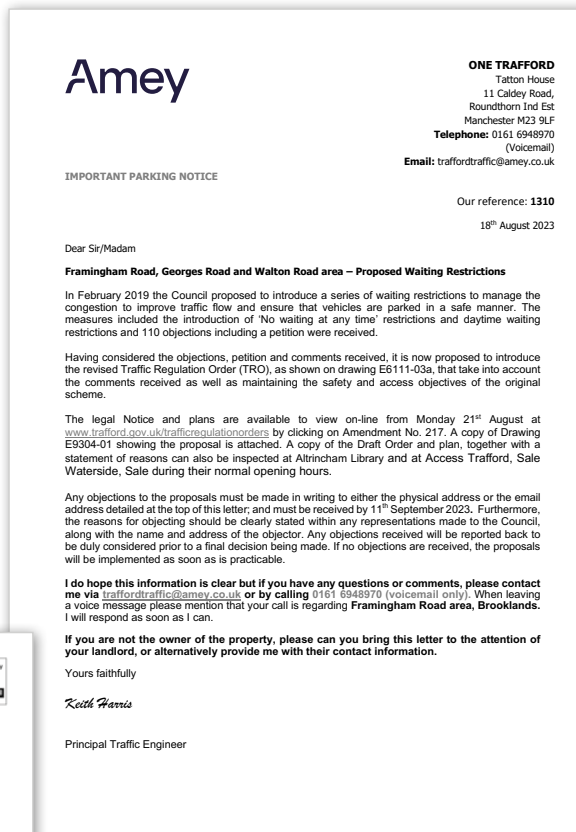 Amey
ONE TRAFFORD
Tatton House
11 Caldey Road,
Roundthorn Ind Est
Manchester M23 9LF
Telephone: 0161 6948970
(Voicemail)
Email: traffordtraffic@amey.co.uk
IMPORTANT PARKING NOTICE
Our reference: 1310
18th August 2023
Dear Sir/Madam
Framingham Road, Georges Road and Walton Road area – Proposed Waiting Restrictions
In February 2019 the Council proposed to introduce a series of waiting restrictions to manage the
congestion to improve traffic flow and ensure that vehicles are parked in a safe manner. The
measures included the introduction of ‘No waiting at any time’ restrictions and daytime waiting
restrictions and 110 objections including a petition were received.
Having considered the objections, petition and comments received, it is now proposed to introduce
the revised Traffic Regulation Order (TRO), as shown on drawing E6111-03a, that take into account
the comments received as well as maintaining the safety and access objectives of the original
scheme.
The legal Notice and plans are available to view on-line from Monday 21st August at
www.trafford.gov.uk/trafficregulationorders by clicking on Amendment No. 217. A copy of Drawing
E9304-01 showing the proposal is attached. A copy of the Draft Order and plan, together with a
statement of reasons can also be inspected at Altrincham Library and at Access Trafford, Sale
Waterside, Sale during their normal opening hours.
Any objections to the proposals must be made in writing to either the physical address or the email
address detailed at the top of this letter; and must be received by 11th September 2023. Furthermore,
the reasons for objecting should be clearly stated within any representations made to the Council,
along with the name and address of the objector. Any objections received will be reported back to
be duly considered prior to a final decision being made. If no objections are received, the proposals
will be implemented as soon as is practicable.
I do hope this information is clear but if you have any questions or comments, please contact
me via traffordtraffic@amey.co.uk or by calling 0161 6948970 (voicemail only). When leaving
a voice message please mention that your call is regarding Framingham Road area, Brooklands.
I will respond as soon as I can.
If you are not the owner of the property, please can you bring this letter to the attention of
your landlord, or alternatively provide me with their contact information.
Yours faithfully
Keith Harris
Principal Traffic Engineer